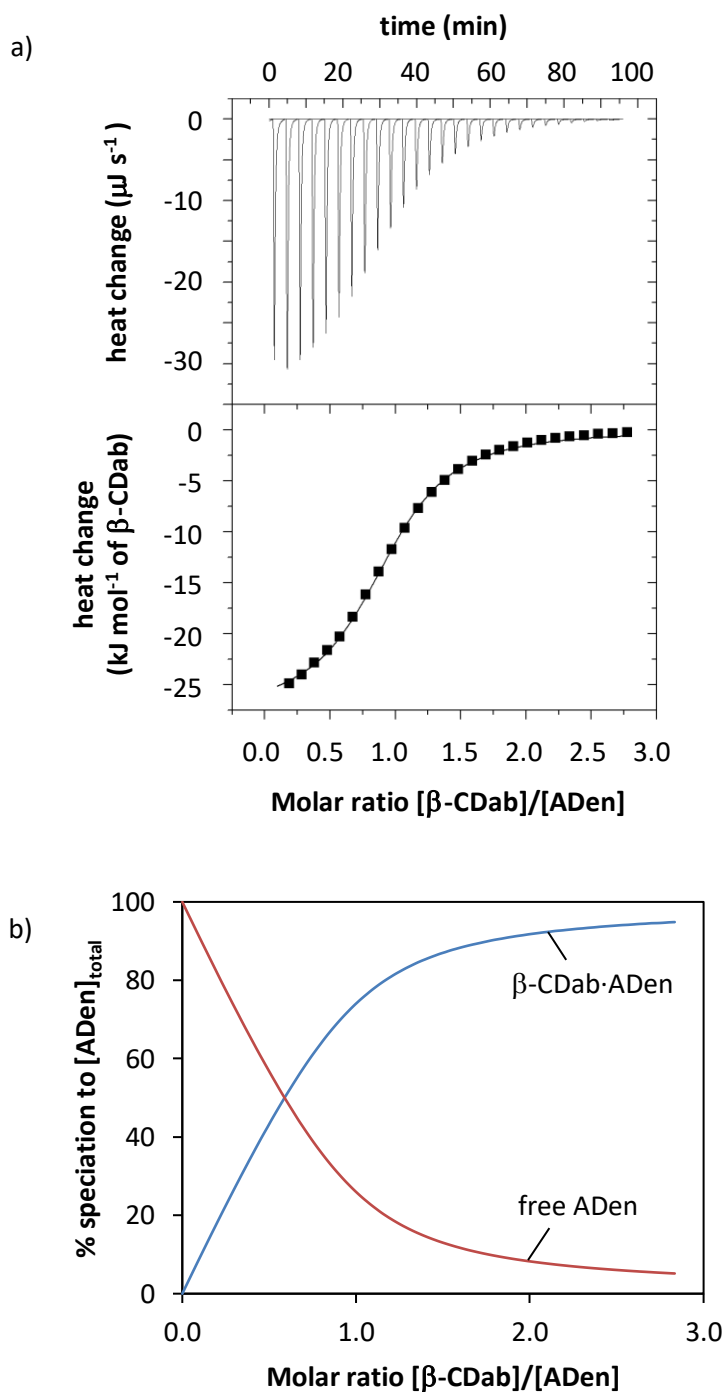 a)
time (min)
0 20 40 60 80 100
heat change (μJ s⁻¹)
0
-10
-20
-30
heat change
(kJ mol⁻¹ of β-CDab)
0
-5
-10
-15
-20
-25
0.0 0.5 1.0 1.5 2.0 2.5 3.0
Molar ratio [β-CDab]/[ADen]
b)
% speciation to [ADen]total
100
80
60
40
20
0
β-CDab·ADen
free ADen
0.0 1.0 2.0 3.0
Molar ratio [β-CDab]/[ADen]